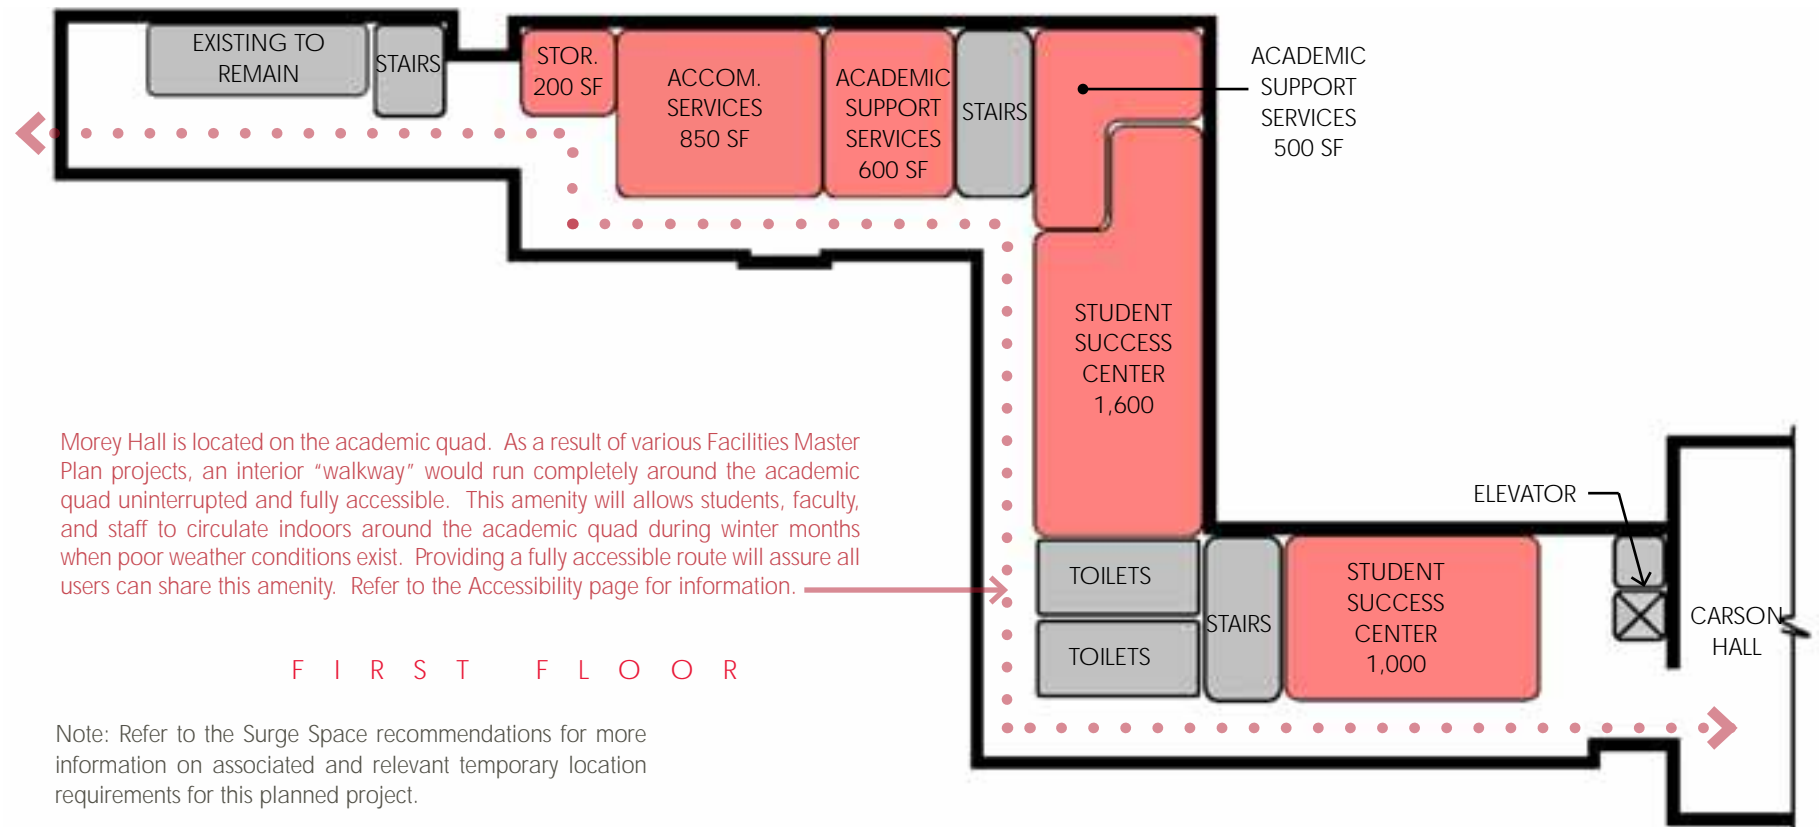 EXISTING TO
REMAIN
STAIRS
STOR.
200 SF
ACCOM.
SERVICES
850 SF
ACADEMIC
SUPPORT
SERVICES
600 SF
STAIRS
ACADEMIC
SUPPORT
SERVICES
500 SF
STUDENT
SUCCESS
CENTER
1,600
Morey Hall is located on the academic quad. As a result of various Facilities Master
Plan projects, an interior “walkway” would run completely around the academic
quad uninterrupted and fully accessible. This amenity will allows students, faculty,
and staff to circulate indoors around the academic quad during winter months
when poor weather conditions exist. Providing a fully accessible route will assure all
users can share this amenity. Refer to the Accessibility page for information.
ELEVATOR
TOILETS
TOILETS
STAIRS
STUDENT
SUCCESS
CENTER
1,000
CARSON
HALL
FIRST FLOOR
Note: Refer to the Surge Space recommendations for more
information on associated and relevant temporary location
requirements for this planned project.